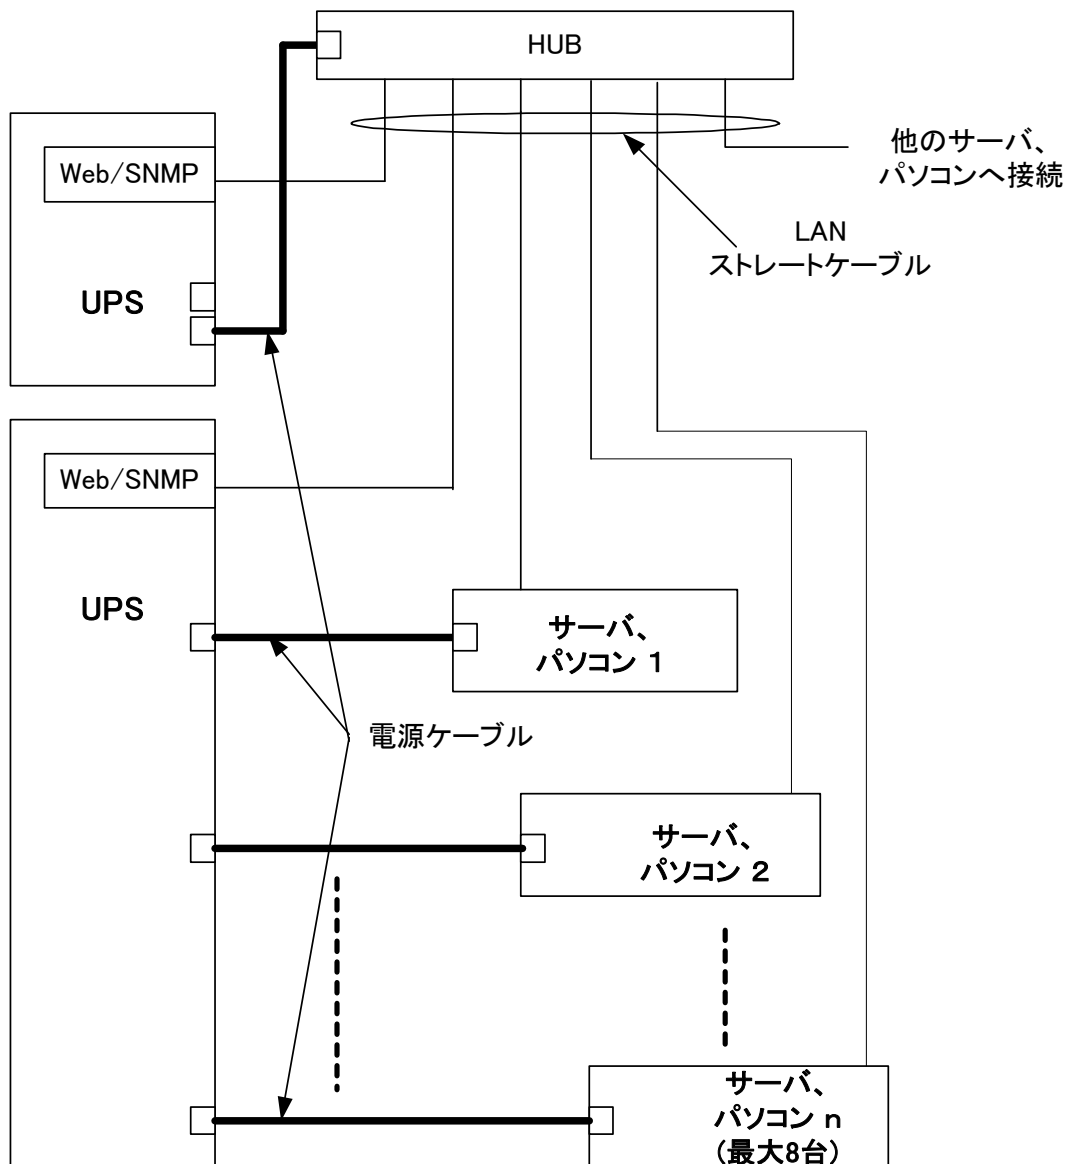 HUB
他のサーバ、
パソコンへ接続
Web/SNMP
LAN
ストレートケーブル
UPS
Web/SNMP
UPS
サーバ、
パソコン 1
電源ケーブル
サーバ、
パソコン 2
サーバ、
パソコン n
(最大8台)